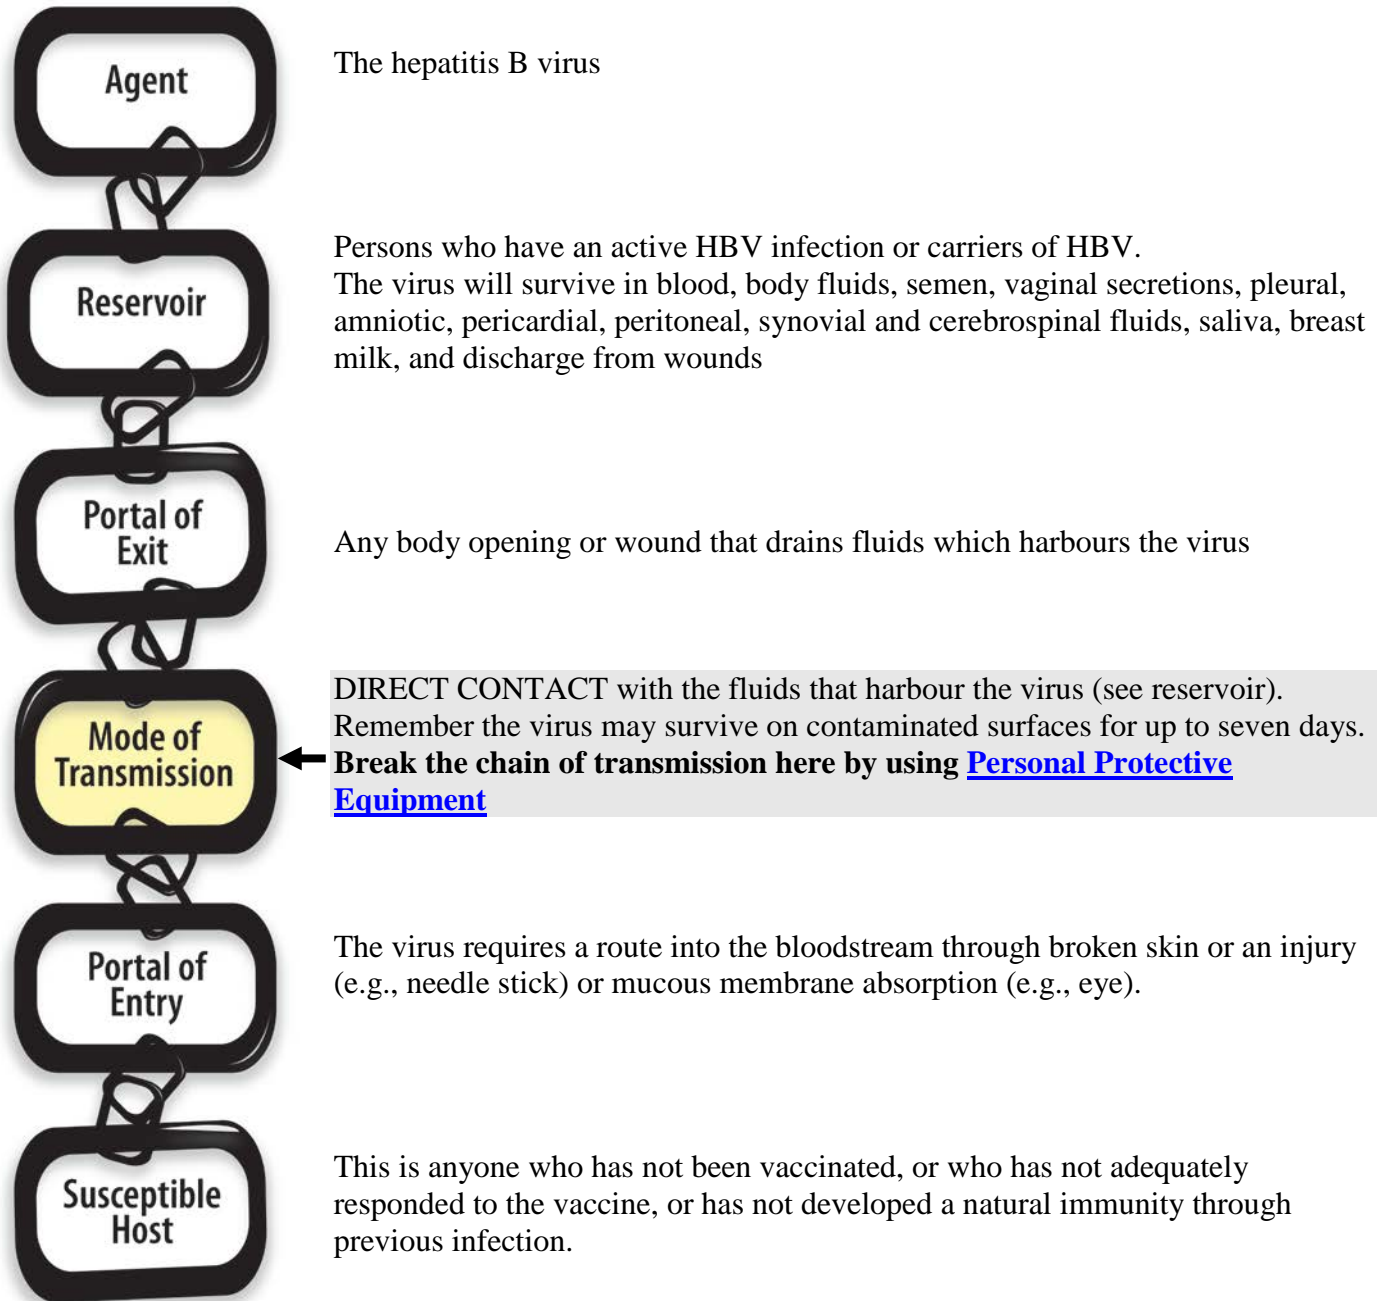 Agent
The hepatitis B virus
Reservoir
Persons who have an active HBV infection or carriers of HBV.
The virus will survive in blood, body fluids, semen, vaginal secretions, pleural,
amniotic, pericardial, peritoneal, synovial and cerebrospinal fluids, saliva, breast
milk, and discharge from wounds
Portal of
Exit
Any body opening or wound that drains fluids which harbours the virus
Mode of
Transmission
DIRECT CONTACT with the fluids that harbour the virus (see reservoir).
Remember the virus may survive on contaminated surfaces for up to seven days.
Break the chain of transmission here by using Personal Protective
Equipment
Portal of
Entry
The virus requires a route into the bloodstream through broken skin or an injury
(e.g., needle stick) or mucous membrane absorption (e.g., eye).
Susceptible
Host
This is anyone who has not been vaccinated, or who has not adequately
responded to the vaccine, or has not developed a natural immunity through
previous infection.